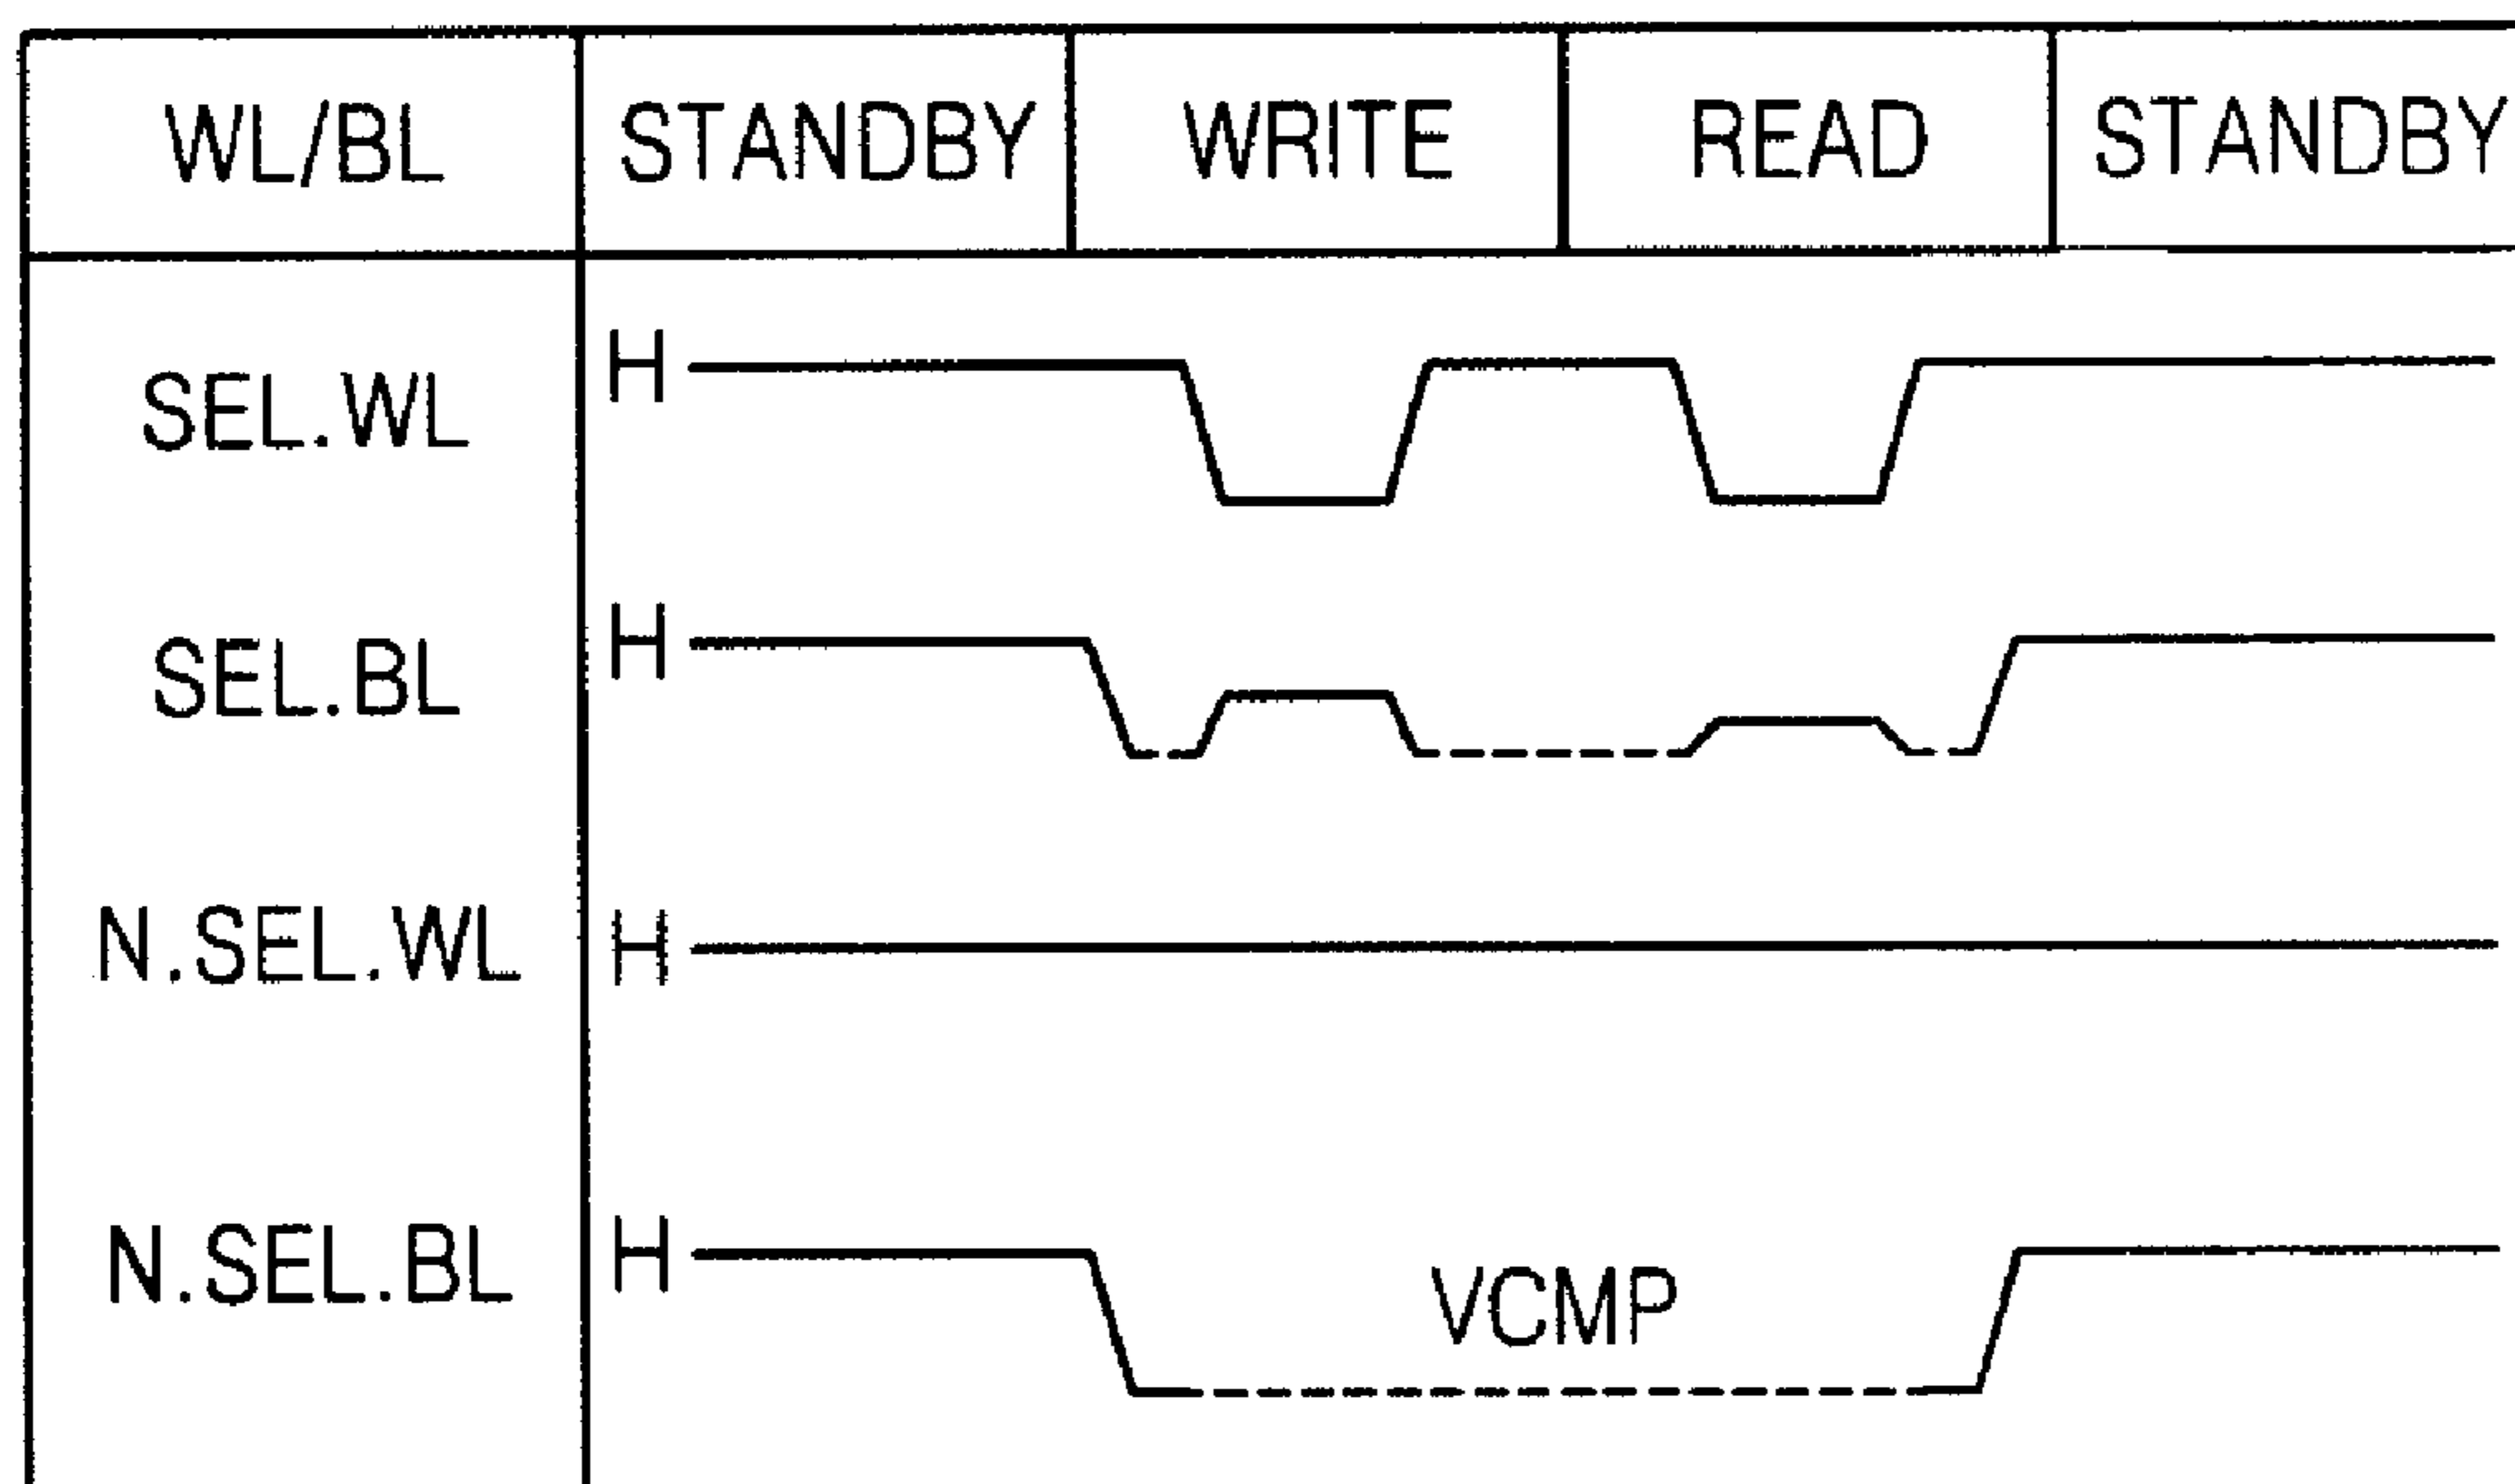 WL/BL STANDBY WRITE READ STANDBY
SEL.WL H
SEL.BL H
N.SEL.WL H
N.SEL.BL H VCMP